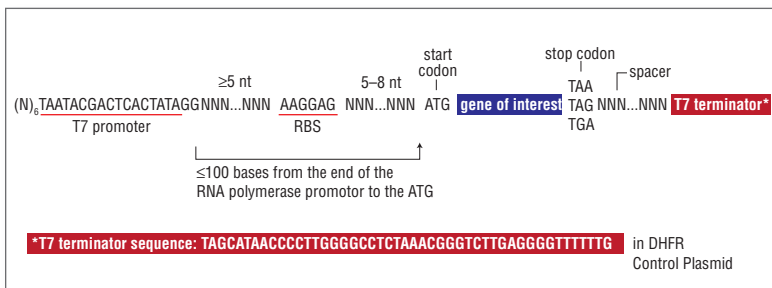 start codon
stop codon
≥5 nt
5–8 nt
spacer
(N)6TAATACGACTCACTATAGGNNN...NNN AAGGAG NNN...NNN ATG gene of interest TAA TAG TGA NNN...NNN T7 terminator*
T7 promoter
RBS
≤100 bases from the end of the
RNA polymerase promotor to the ATG
*T7 terminator sequence: TAGCATAACCCCTTGGGGCCTCTAAACGGGTCTTGAGGGGTTTTTTG
in DHFR
Control Plasmid